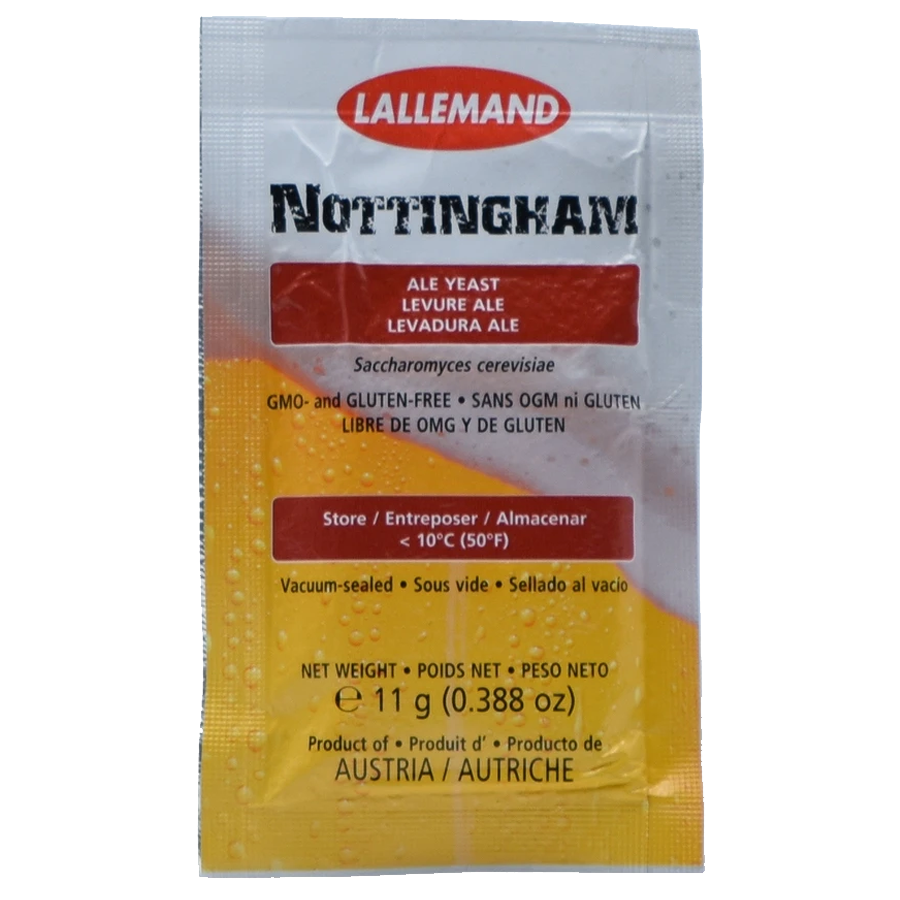 LALLEMAND
NOTTINGHAM
ALE YEAST
LEVURE ALE
LEVADURA ALE
Saccharomyces cerevisiae
GMO- and GLUTEN-FREE • SANS OGM ni GLUTEN
LIBRE DE OMG Y DE GLUTEN
Store / Entreposer / Almacenar
< 10°C (50°F)
Vacuum-sealed • Sous vide • Sellado al vacio
NET WEIGHT • POIDS NET • PESO NETO
℮ 11 g (0.388 oz)
Product of • Produit d' • Producto de
AUSTRIA / AUTRICHE